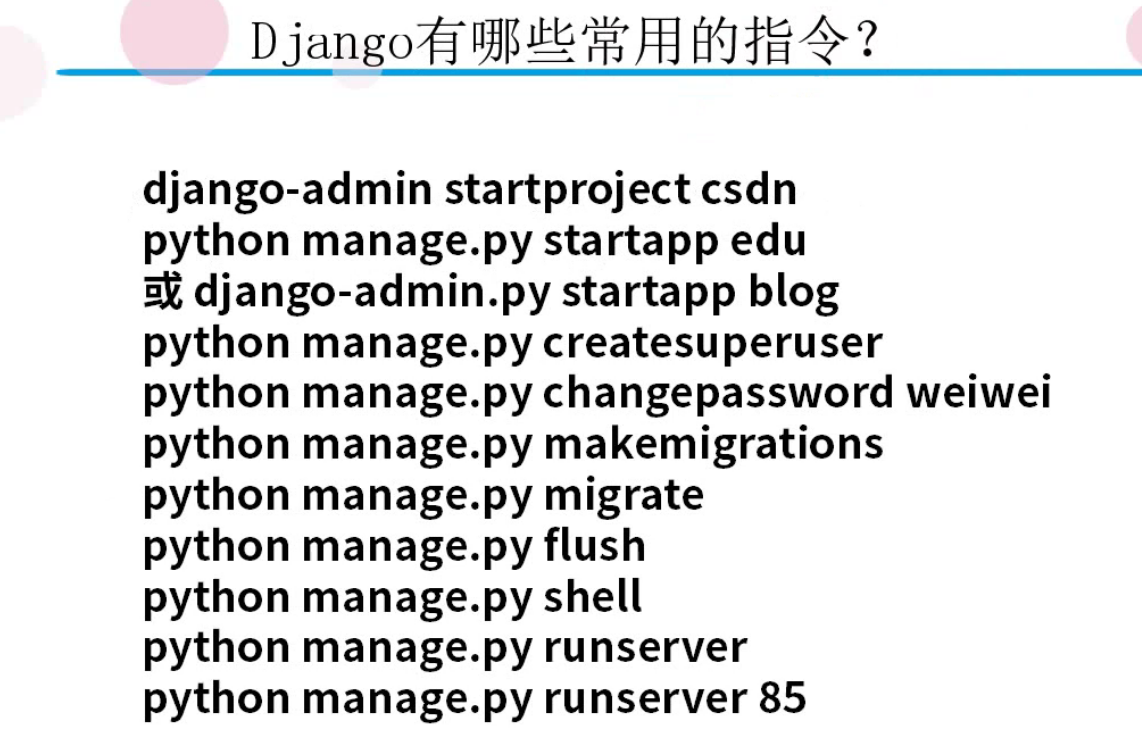 Django有哪些常用的指令？
django-admin startproject csdn
python manage.py startapp edu
或 django-admin.py startapp blog
python manage.py createsuperuser
python manage.py changepassword weiwei
python manage.py makemigrations
python manage.py migrate
python manage.py flush
python manage.py shell
python manage.py runserver
python manage.py runserver 85